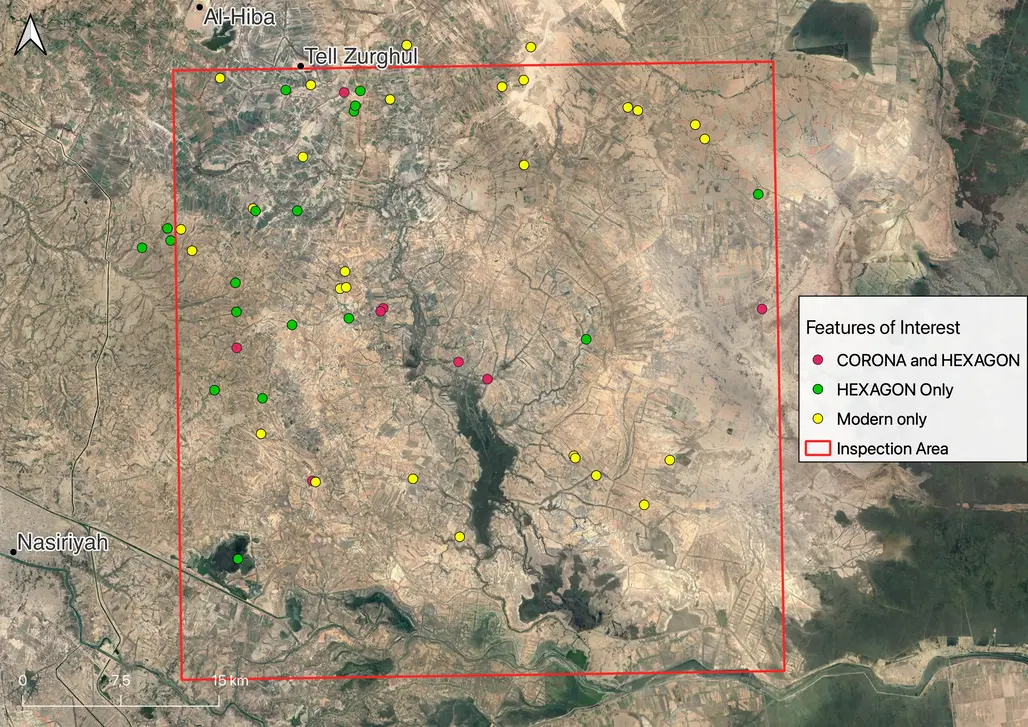 Al-Hiba
Tell Zurghul
Features of Interest
CORONA and HEXAGON
HEXAGON Only
Modern only
Inspection Area
Nasiriyah
0 7,5 15 km